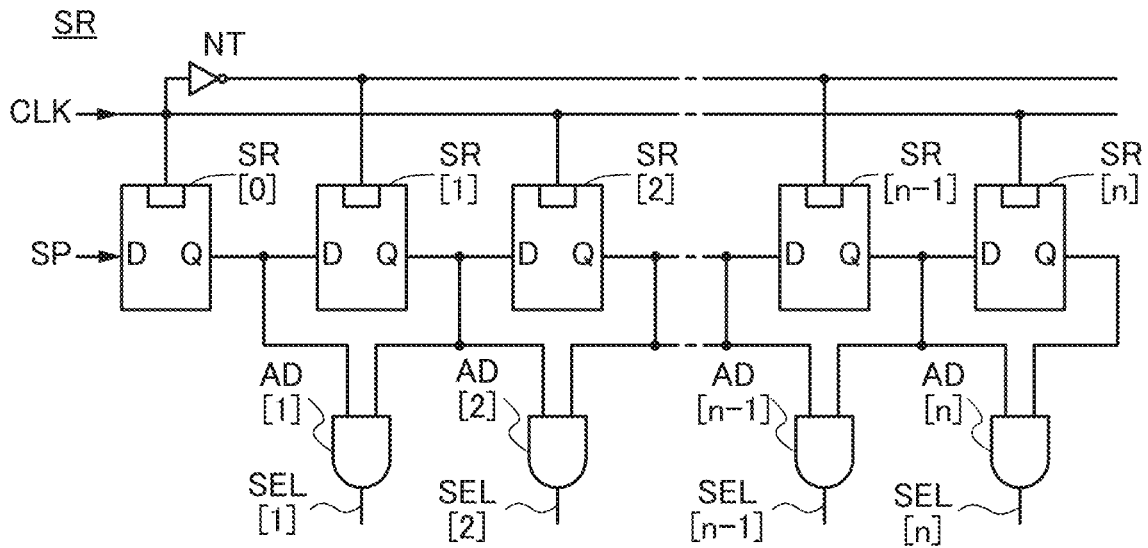 SR
NT
CLK
SR
[0]
SR
[1]
SR
[2]
SR
[n-1]
SR
[n]
SP
D Q
D Q
D Q
D Q
D Q
AD
[1]
AD
[2]
AD
[n-1]
AD
[n]
SEL
[1]
SEL
[2]
SEL
[n-1]
SEL
[n]